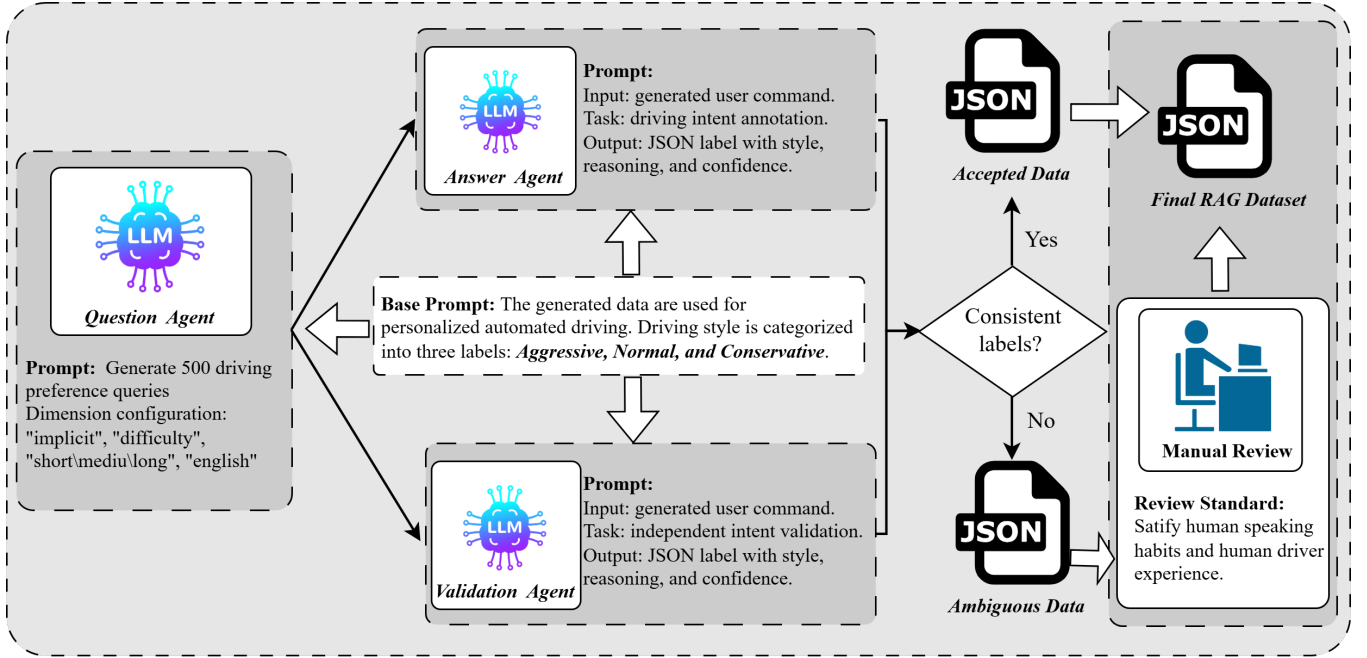 LLM
Question Agent
Prompt: Generate 500 driving
preference queries
Dimension configuration:
"implicit", "difficulty",
"short\mediu\long", "english"
LLM
Answer Agent
Prompt:
Input: generated user command.
Task: driving intent annotation.
Output: JSON label with style,
reasoning, and confidence.
Base Prompt: The generated data are used for
personalized automated driving. Driving style is categorized
into three labels: Aggressive, Normal, and Conservative.
LLM
Validation Agent
Prompt:
Input: generated user command.
Task: independent intent validation.
Output: JSON label with style,
reasoning, and confidence.
Consistent
labels?
Yes
No
JSON
Accepted Data
JSON
Ambiguous Data
JSON
Final RAG Dataset
Manual Review
Review Standard:
Satify human speaking
habits and human driver
experience.